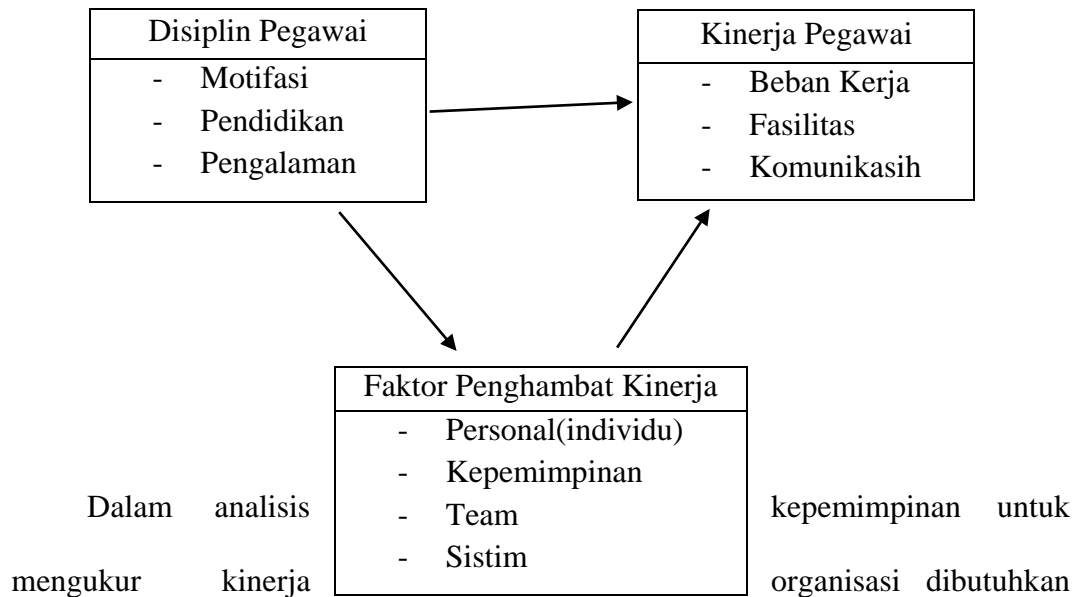 Disiplin Pegawai
- Motifasi
- Pendidikan
- Pengalaman
Kinerja Pegawai
- Beban Kerja
- Fasilitas
- Komunikasih
Faktor Penghambat Kinerja
- Personal(individu)
- Kepemimpinan
- Team
- Sistim
Dalam analisis kepemimpinan untuk
mengukur kinerja organisasi dibutuhkan